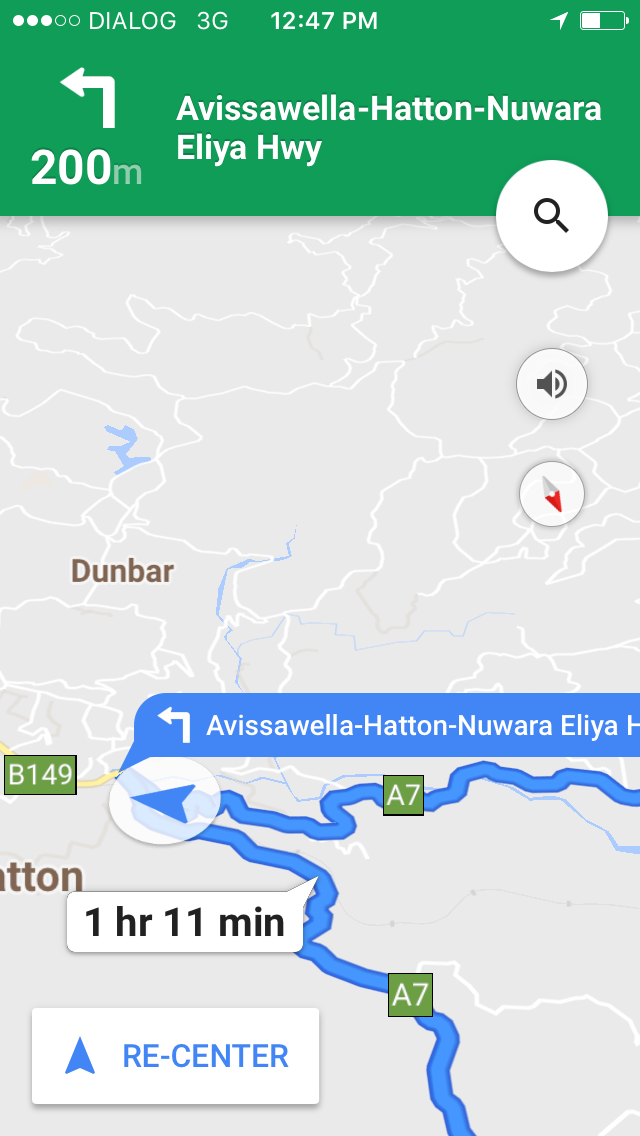 DIALOG 3G 12:47 PM
Avissawella-Hatton-Nuwara
Eliya Hwy
200m
Dunbar
Avissawella-Hatton-Nuwara Eliya H
B149
A7
atton
1 hr 11 min
A7
RE-CENTER